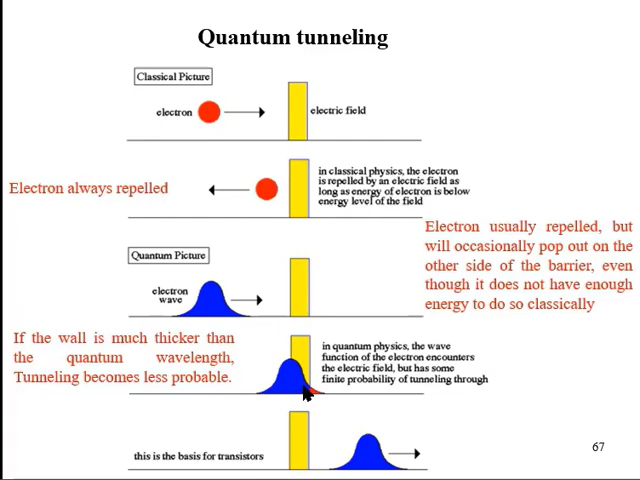 Quantum tunneling
Classical Picture
electron
electric field
Electron always repelled
in classical physics, the electron
is repelled by an electric field as
long as energy of electron is below
energy level of the field
Electron usually repelled, but
will occasionally pop out on the
other side of the barrier, even
though it does not have enough
energy to do so classically
Quantum Picture
electron
wave
If the wall is much thicker than
the quantum wavelength,
Tunneling becomes less probable.
in quantum physics, the wave
function of the electron encounters
the electric field, but has some
finite probability of tunneling through
this is the basis for transistors
67